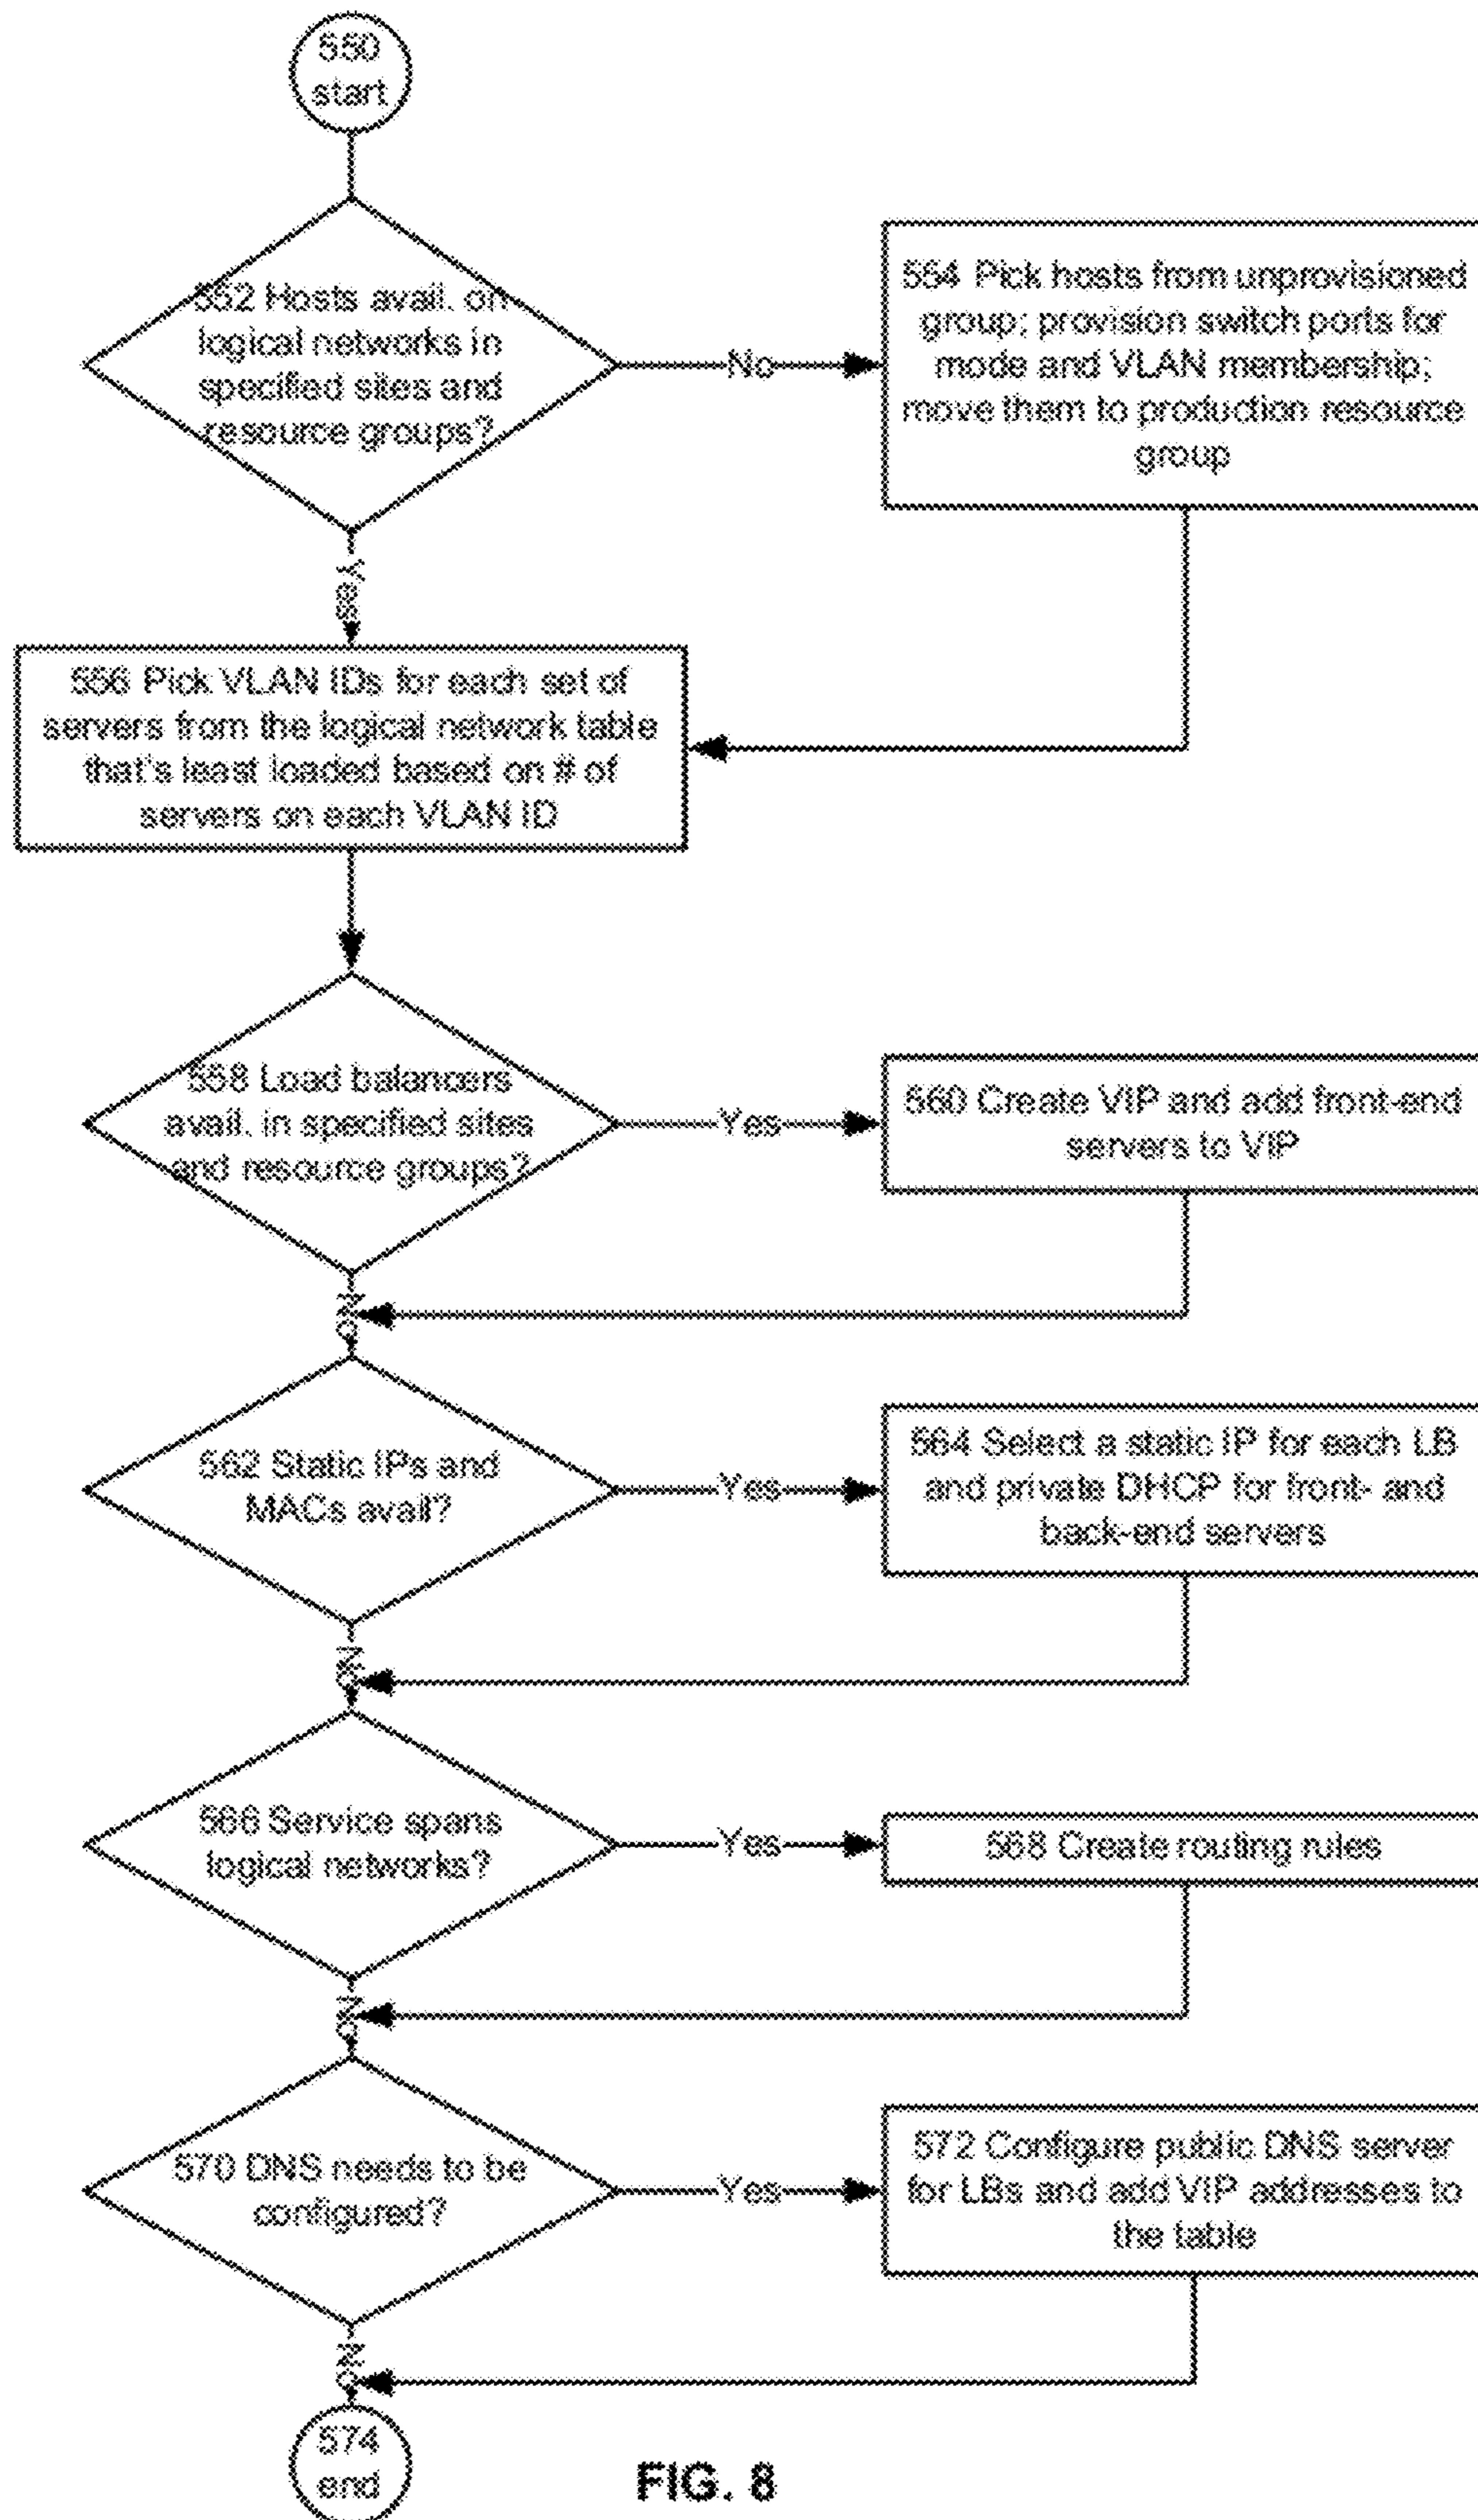 550
start
552 Hosts avail. on
logical networks in
specified sites and
resource groups?
No
554 Pick hosts from unprovisioned
group; provision switch ports for
mode and VLAN membership;
move them to production resource
group
Yes
556 Pick VLAN IDs for each set of
servers from the logical network table
that's least loaded based on # of
servers on each VLAN ID
558 Load balancers
avail. in specified sites
and resource groups?
Yes
560 Create VIP and add front-end
servers to VIP
No
562 Static IPs and
MACs avail?
Yes
564 Select a static IP for each LB
and private DHCP for front- and
back-end servers
No
566 Service spans
logical networks?
Yes
568 Create routing rules
No
570 DNS needs to be
configured?
Yes
572 Configure public DNS server
for LBs and add VIP addresses to
the table
No
574
end
FIG. 8